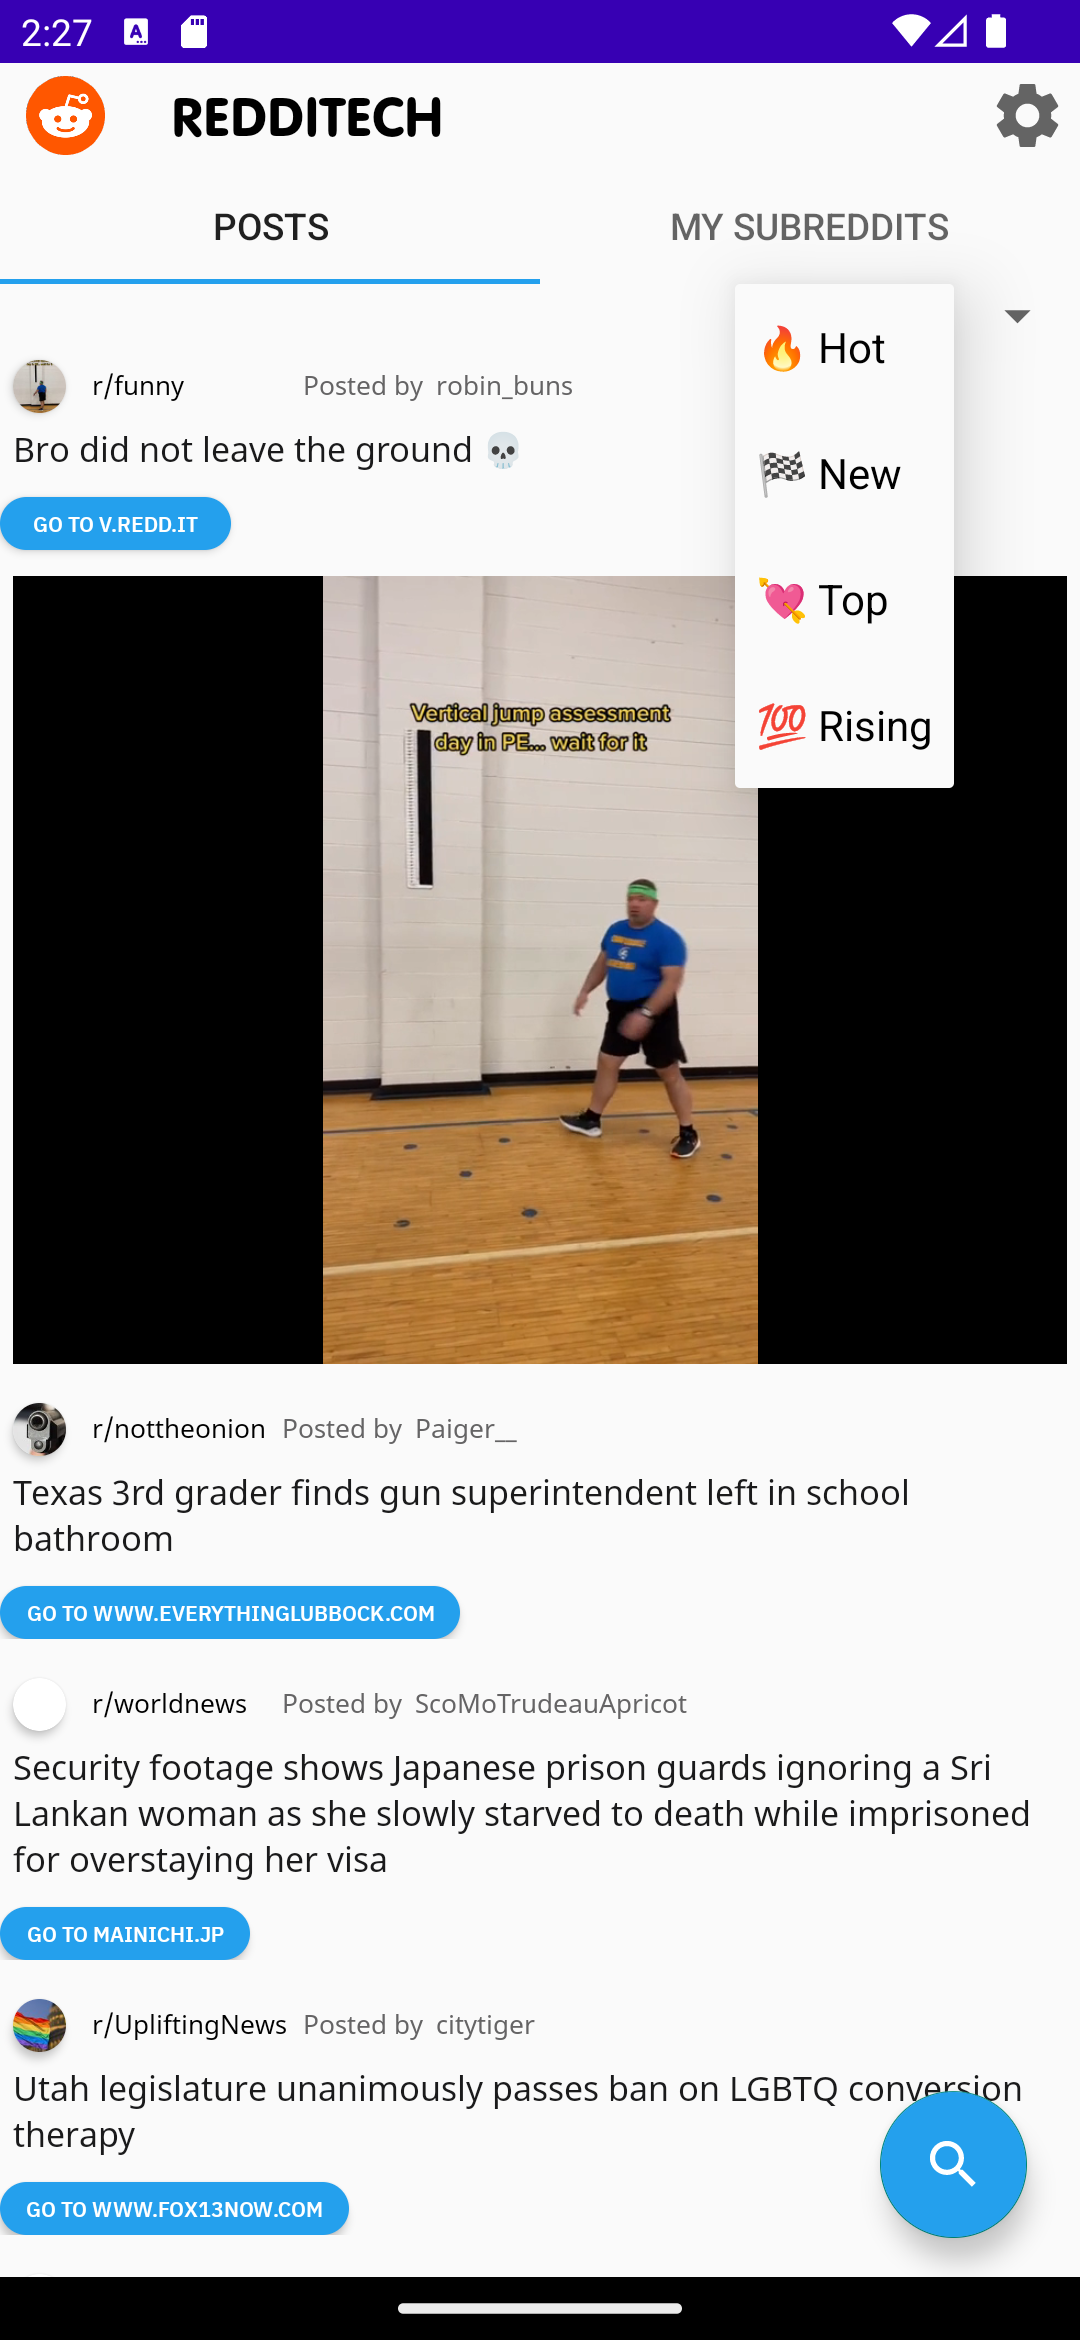 2:27
REDDITECH
POSTS
MY SUBREDDITS
🔥 Hot
🏁 New
💘 Top
💯 Rising
r/funny Posted by robin_buns
Bro did not leave the ground 💀
GO TO V.REDD.IT
Vertical jump assessment
day in PE... wait for it
r/nottheonion Posted by Paiger__
Texas 3rd grader finds gun superintendent left in school
bathroom
GO TO WWW.EVERYTHINGLUBBOCK.COM
r/worldnews Posted by ScoMoTrudeauApricot
Security footage shows Japanese prison guards ignoring a Sri
Lankan woman as she slowly starved to death while imprisoned
for overstaying her visa
GO TO MAINICHI.JP
r/UpliftingNews Posted by citytiger
Utah legislature unanimously passes ban on LGBTQ conversion
therapy
GO TO WWW.FOX13NOW.COM